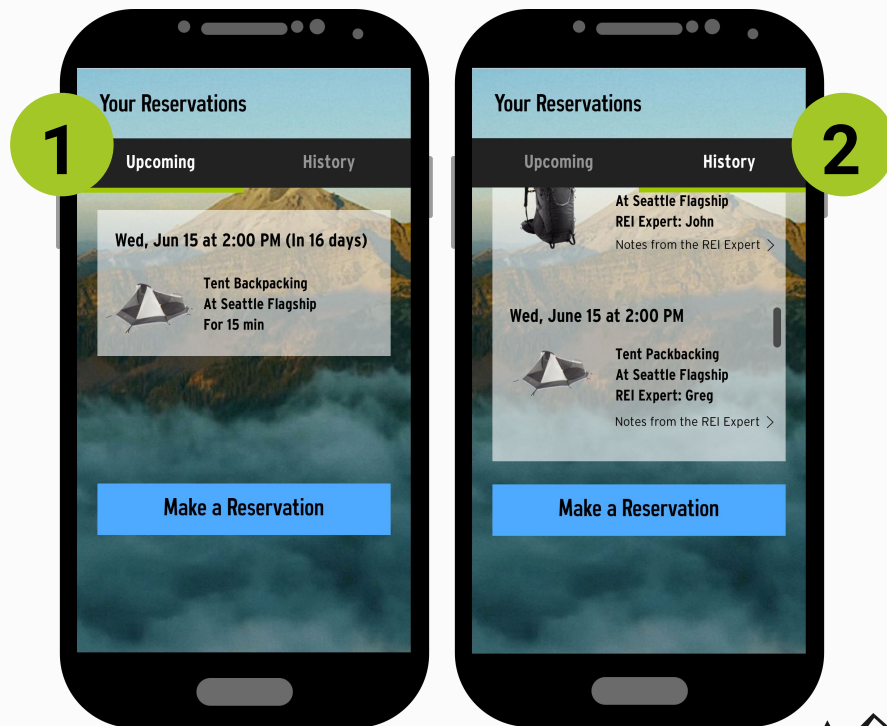 1
Your Reservations
Upcoming History
Wed, Jun 15 at 2:00 PM (In 16 days)
Tent Backpacking
At Seattle Flagship
For 15 min
Make a Reservation
2
Your Reservations
Upcoming History
At Seattle Flagship
REI Expert: John
Notes from the REI Expert >
Wed, June 15 at 2:00 PM
Tent Packbacking
At Seattle Flagship
REI Expert: Greg
Notes from the REI Expert >
Make a Reservation